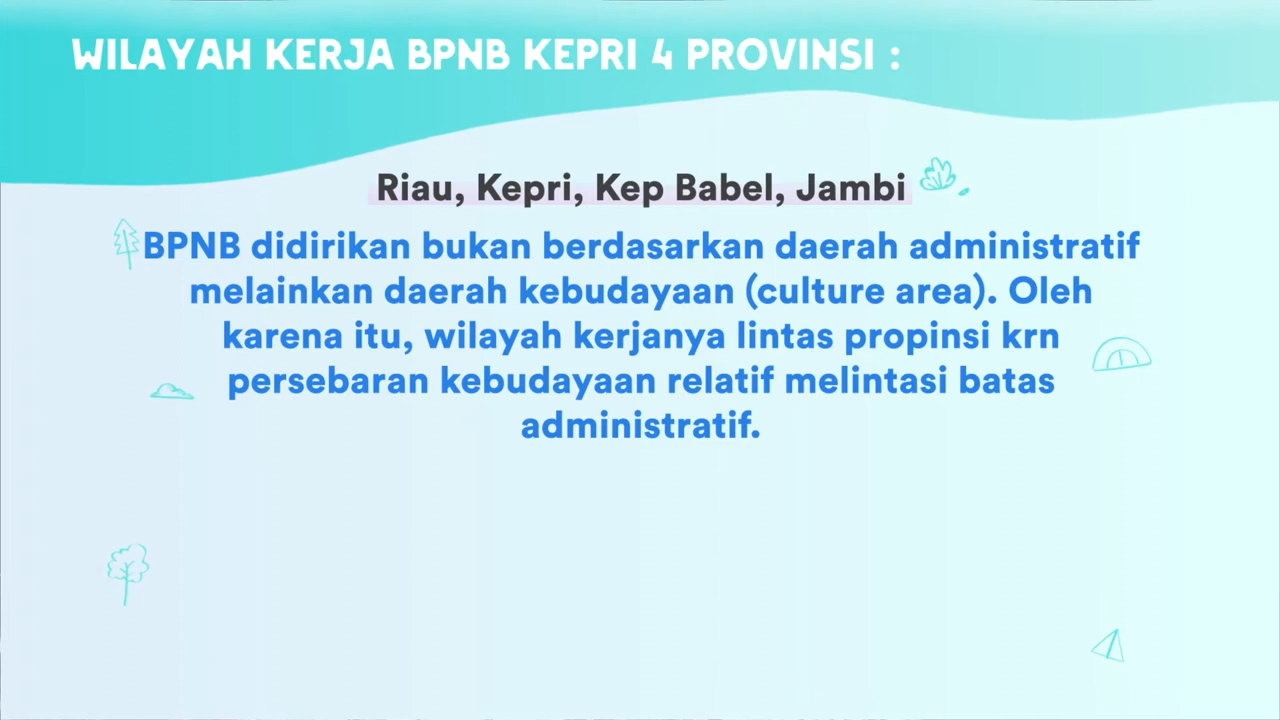 WILAYAH KERJA BPNB KEPRI 4 PROVINSI :
Riau, Kepri, Kep Babel, Jambi
BPNB didirikan bukan berdasarkan daerah administratif
melainkan daerah kebudayaan (culture area). Oleh
karena itu, wilayah kerjanya lintas propinsi krn
persebaran kebudayaan relatif melintasi batas
administratif.